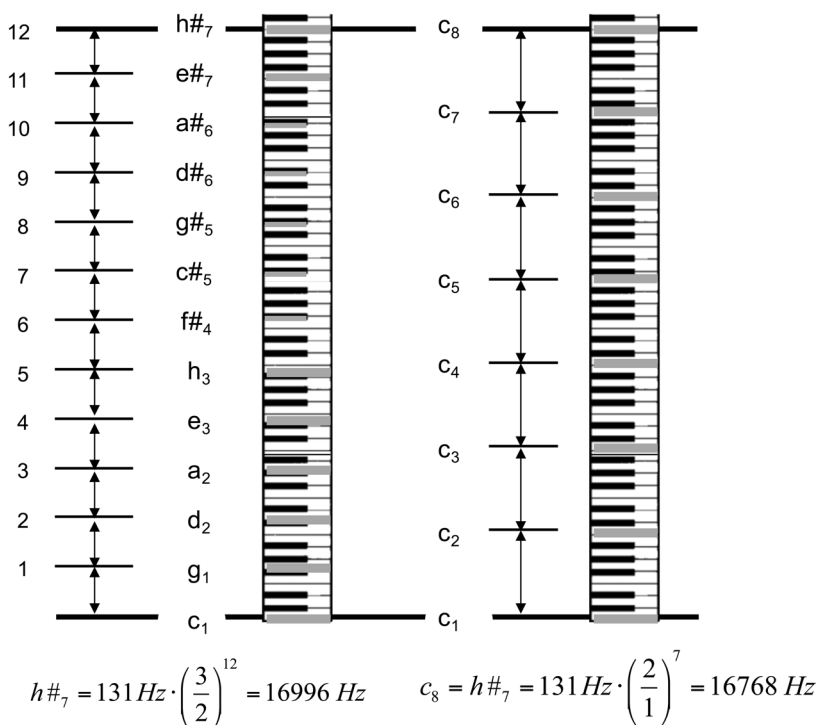 12 h#₇ c₈
11 e#₇ c₇
10 a#₆
9 d#₆ c₆
8 g#₅
7 c#₅ c₅
6 f#₄
5 h₃ c₄
4 e₃
3 a₂ c₃
2 d₂ c₂
1 g₁
c₁ c₁
h#₇ = 131 Hz · (3/2)¹² = 16996 Hz
c₈ = h#₇ = 131 Hz · (2/1)⁷ = 16768 Hz